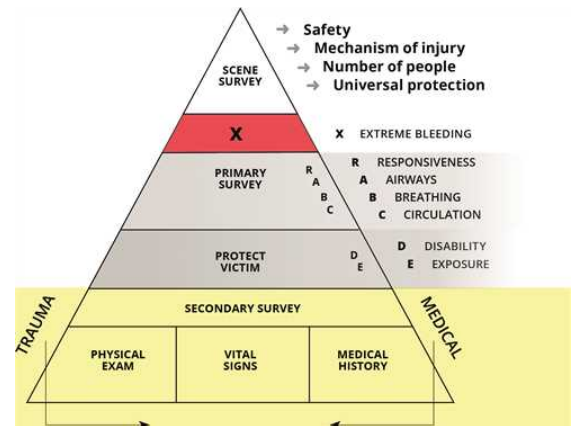 Safety
Mechanism of injury
Number of people
Universal protection
SCENE
SURVEY
X
X EXTREME BLEEDING
PRIMARY
SURVEY
R
A
B
C
R RESPONSIVENESS
A AIRWAYS
B BREATHING
C CIRCULATION
PROTECT
VICTIM
D
E
D DISABILITY
E EXPOSURE
TRAUMA
SECONDARY SURVEY
MEDICAL
PHYSICAL
EXAM
VITAL
SIGNS
MEDICAL
HISTORY